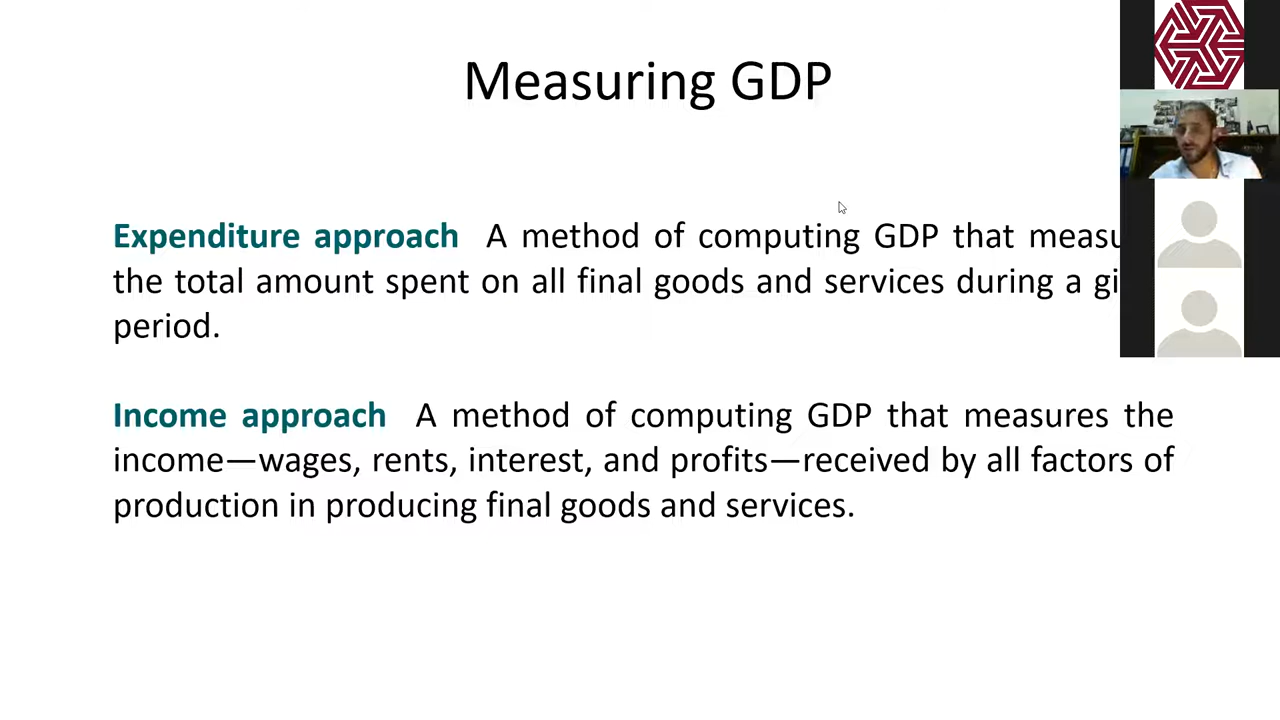 Measuring GDP
Expenditure approach A method of computing GDP that
the total amount spent on all final goods and services during a
period.
Income approach A method of computing GDP that measures the
income—wages, rents, interest, and profits—received by all factors of
production in producing final goods and services.